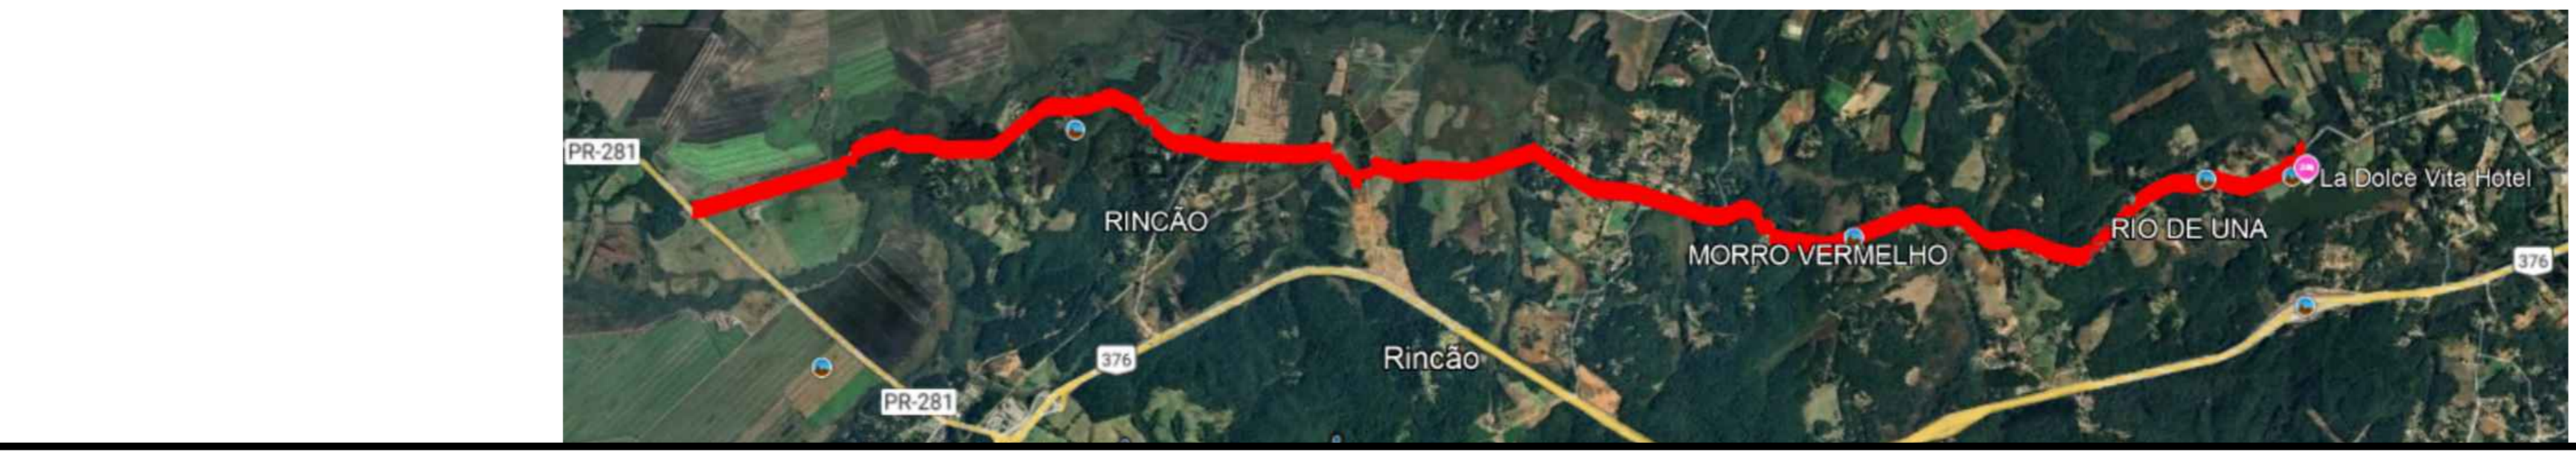 PR-281
La Dolce Vita Hotel
RINCÃO
RIO DE UNA
MORRO VERMELHO
376
376
Rincão
PR-281